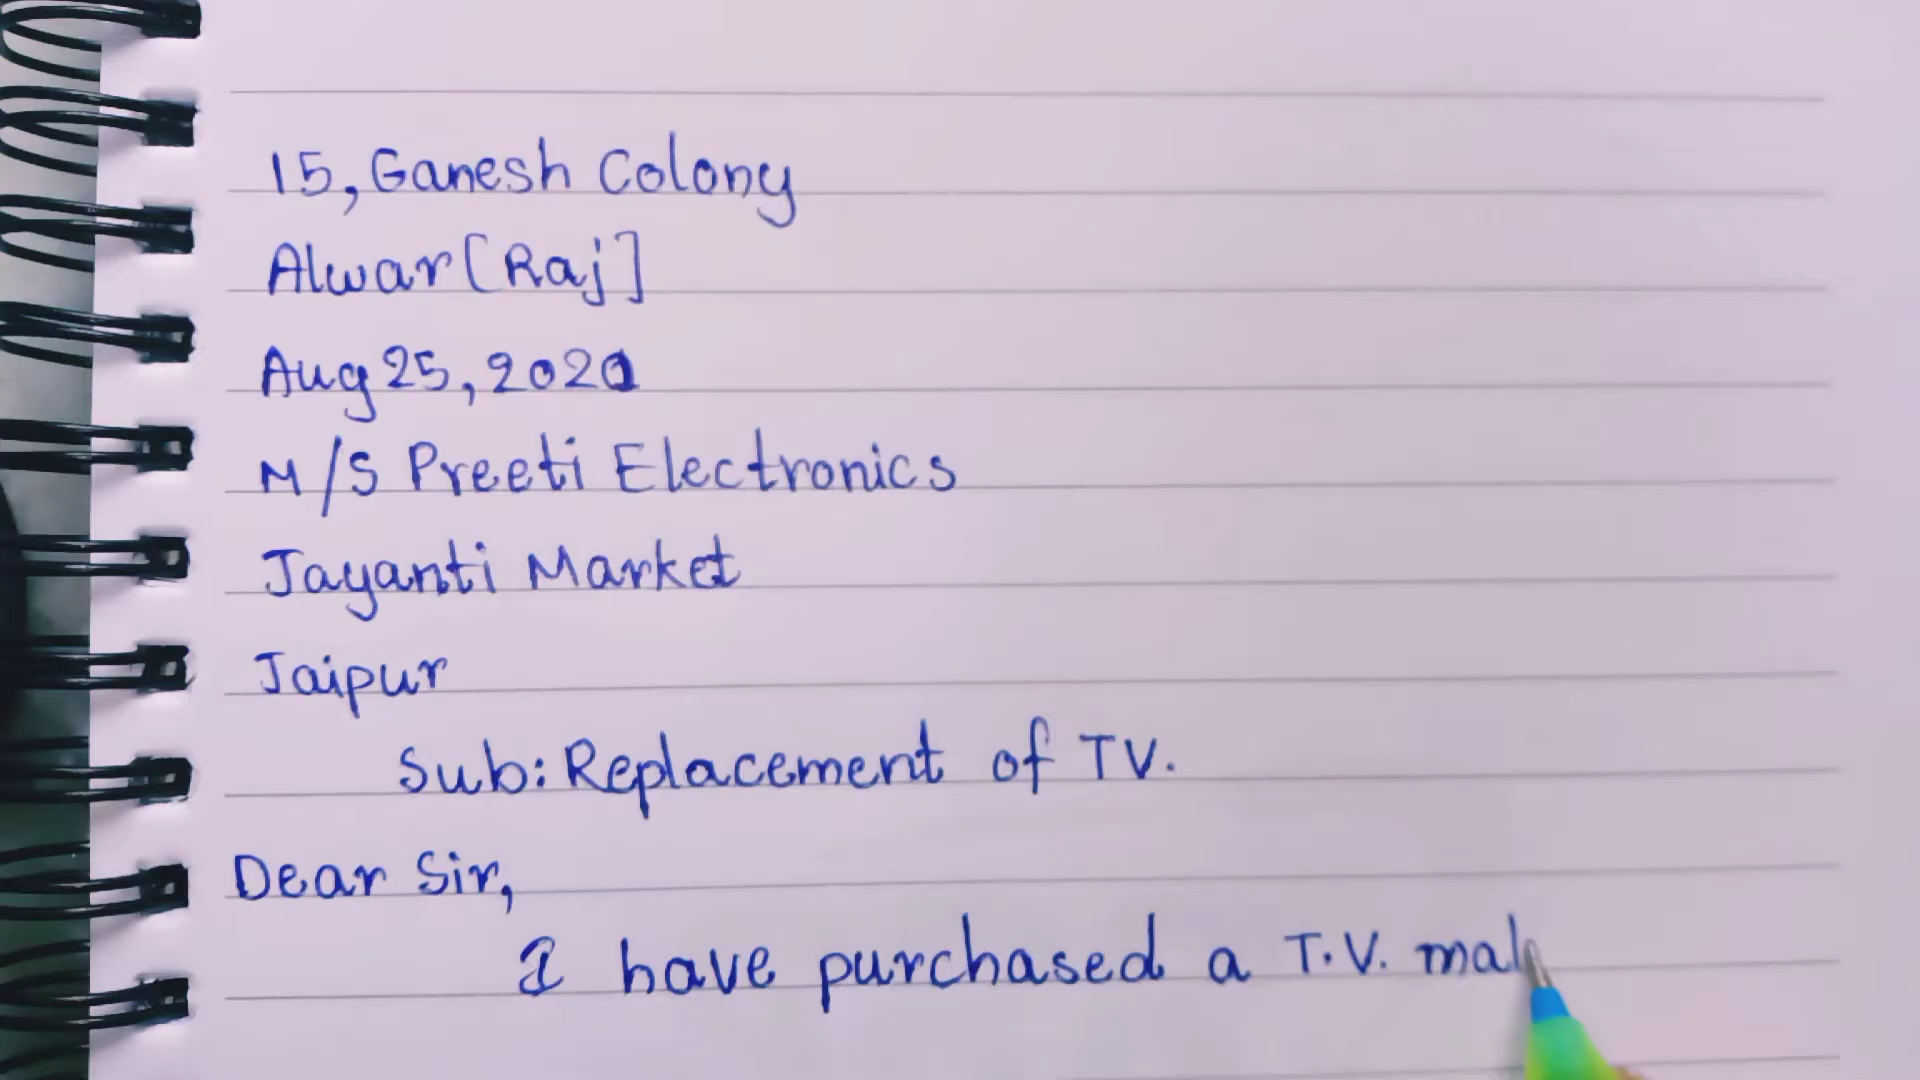 15, Ganesh Colony
Alwar [Raj]
Aug 25, 2021
M/S Preeti Electronics
Jayanti Market
Jaipur
Sub: Replacement of TV.
Dear Sir,
I have purchased a T.V.